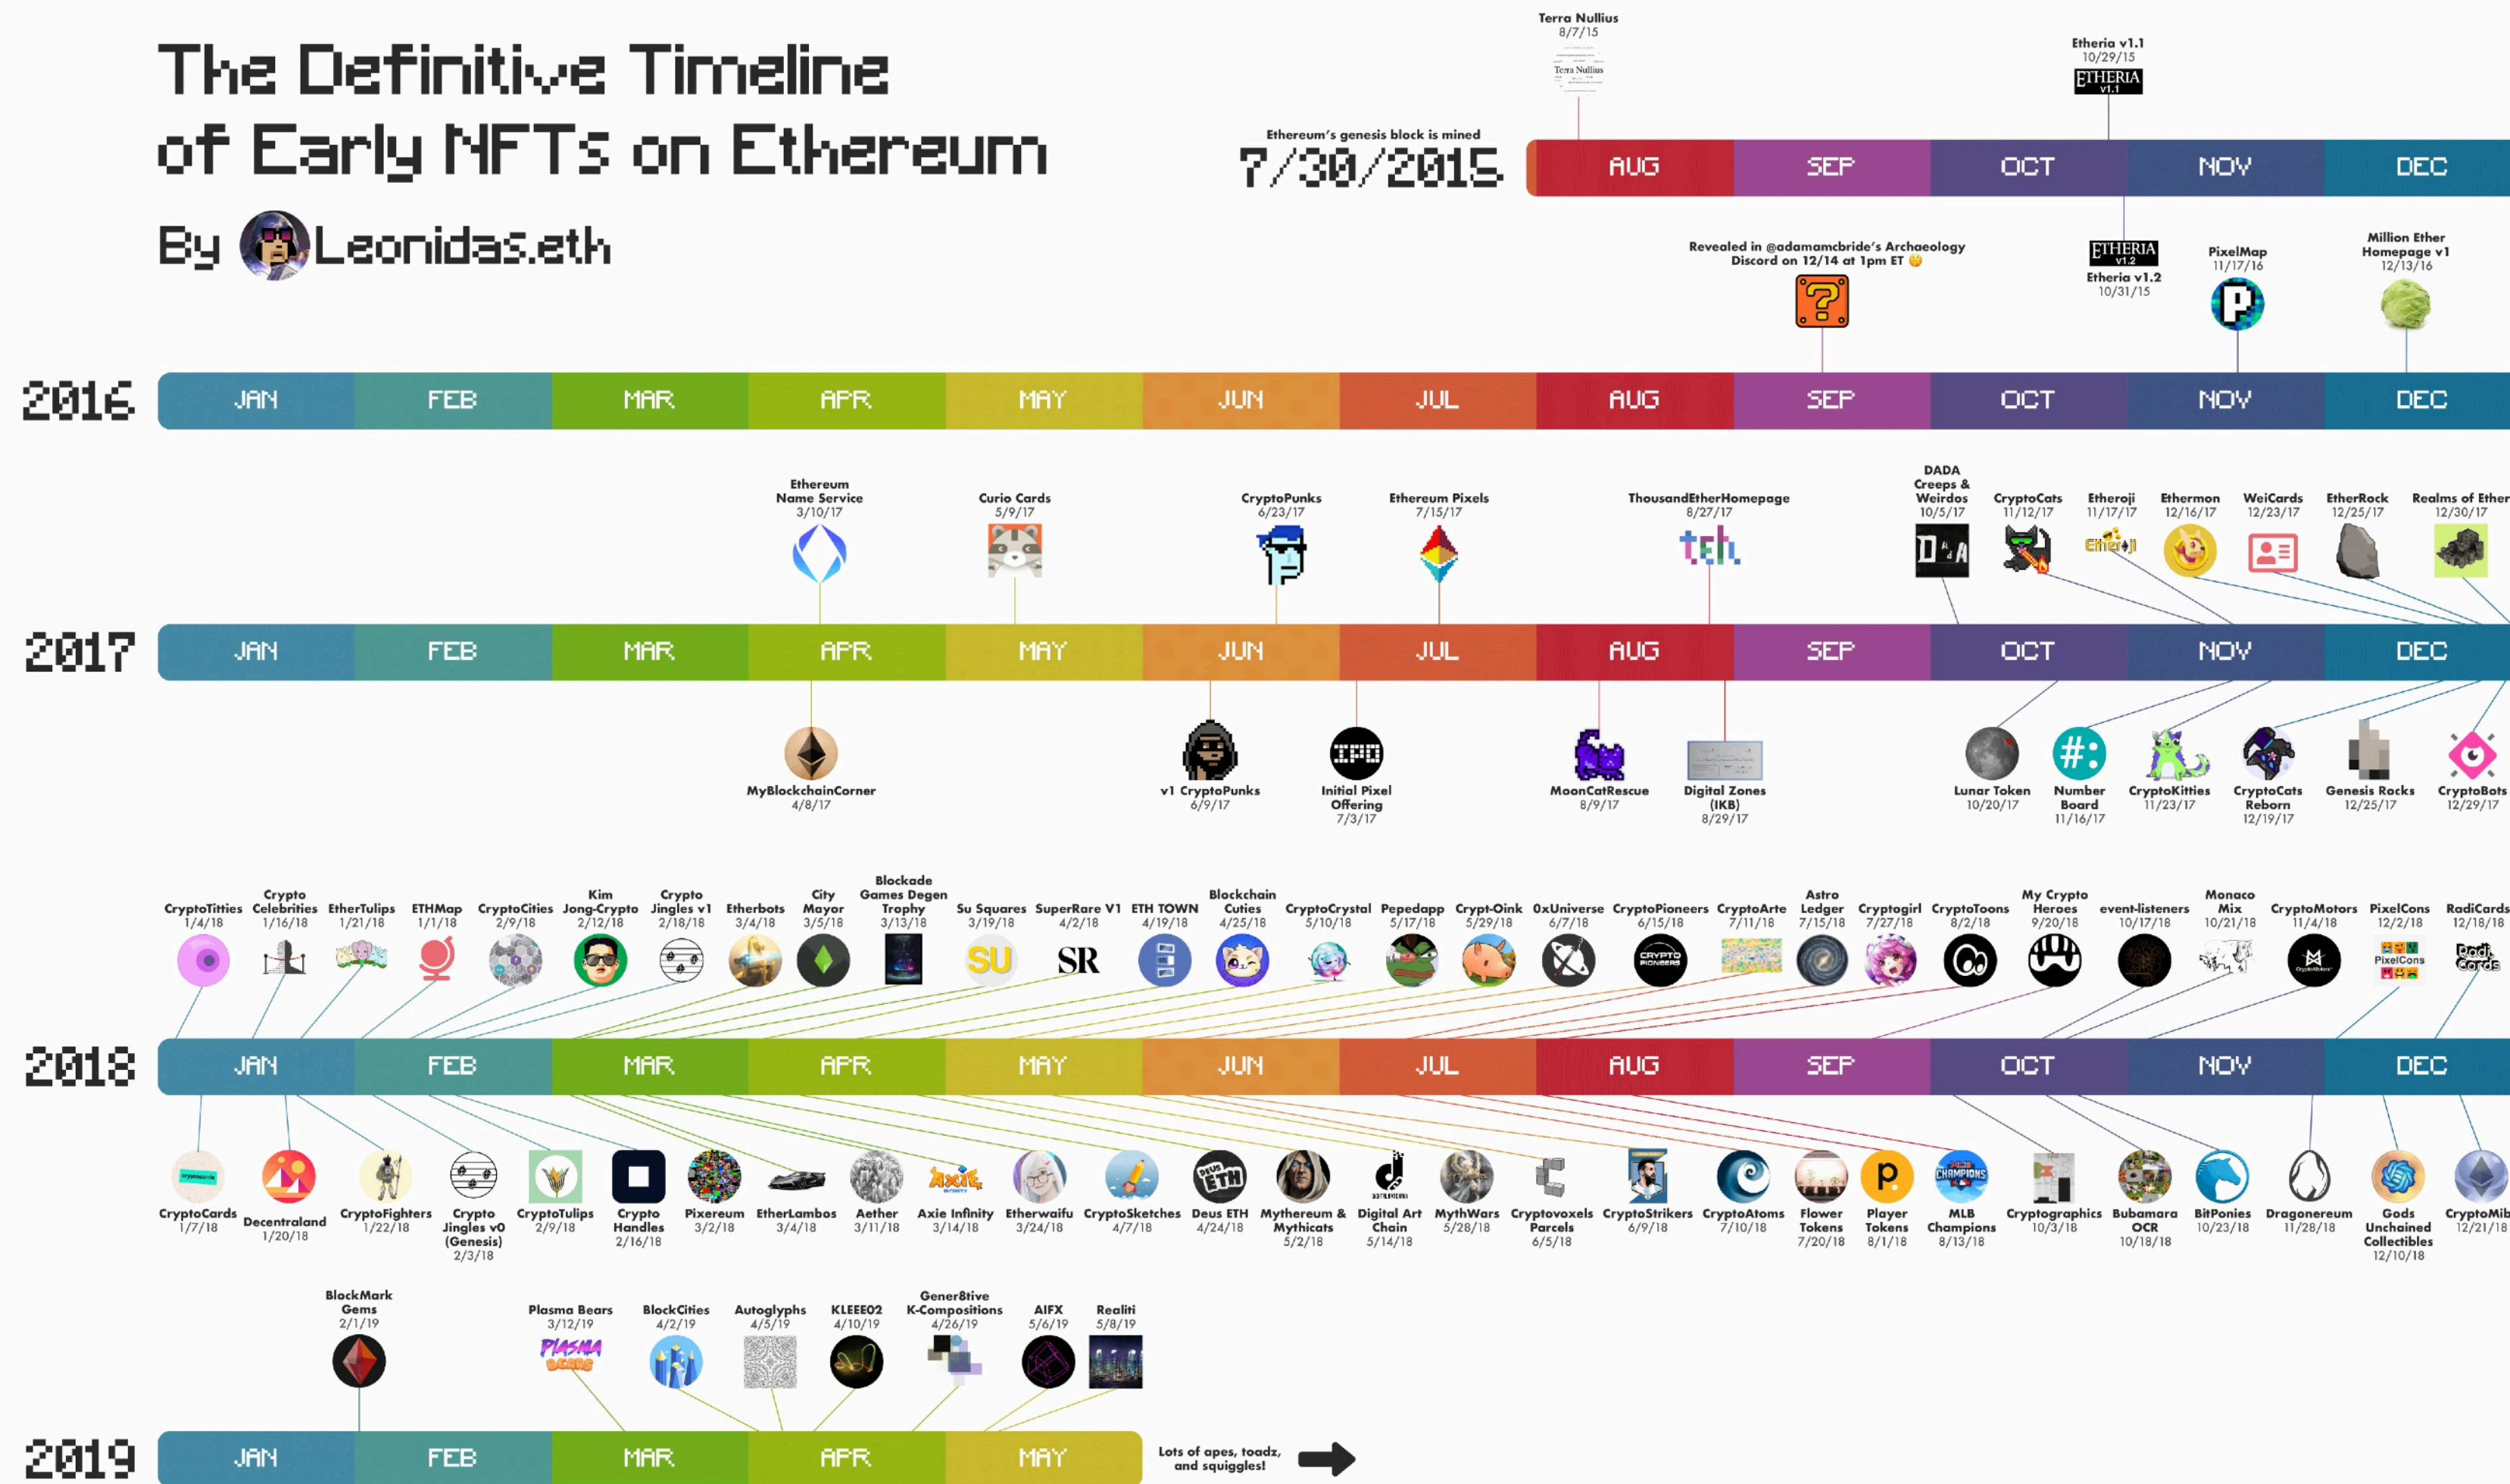 The Definitive Timeline
of Early NFTs on Ethereum
By Leonidas.eth
Terra Nullius
8/7/15
Terra Nullius
Etheria v1.1
10/29/15
ETHERIA
v1.1
Ethereum's genesis block is mined
7/30/2015
AUG SEP OCT NOV DEC
ETHERIA
v1.2
Etheria v1.2
10/31/15
Revealed in @adamamcbride's Archaeology
Discord on 12/14 at 1pm ET
?
PixelMap
11/17/16
P
Million Ether
Homepage v1
12/13/16
2016 JAN FEB MAR APR MAY JUN JUL AUG SEP OCT NOV DEC
Ethereum
Name Service
3/10/17
Curio Cards
5/9/17
CryptoPunks
6/23/17
Ethereum Pixels
7/15/17
ThousandEtherHomepage
8/27/17
teh
DADA
Creeps &
Weirdos
10/5/17
CryptoCats
11/12/17
Etheroji
11/17/17
Etheroji
Ethermon
12/16/17
WeiCards
12/23/17
EtherRock
12/25/17
Realms of Ether
12/30/17
2017 JAN FEB MAR APR MAY JUN JUL AUG SEP OCT NOV DEC
MyBlockchainCorner
4/8/17
v1 CryptoPunks
6/9/17
IPO
Initial Pixel
Offering
7/3/17
MoonCatRescue
8/9/17
Digital Zones
(IKB)
8/29/17
Lunar Token
10/20/17
#:
Number
Board
11/16/17
CryptoKitties
11/23/17
CryptoCats
Reborn
12/19/17
Genesis Rocks
12/25/17
CryptoBots
12/29/17
CryptoTitties
1/4/18
Crypto
Celebrities
1/16/18
EtherTulips
1/21/18
ETHMap
1/1/18
CryptoCities
2/9/18
Kim
Jong-Crypto
2/12/18
Crypto
Jingles v1
2/18/18
Etherbots
3/4/18
City
Mayor
3/5/18
Blockade
Games Degen
Trophy
3/13/18
Su Squares
3/19/18
SU
SuperRare V1
4/2/18
SR
ETH TOWN
4/19/18
Blockchain
Cuties
4/25/18
CryptoCrystal
5/10/18
Pepedapp
5/17/18
Crypt-Oink
5/29/18
0xUniverse
6/7/18
CryptoPioneers
6/15/18
CRYPTO
PIONEERS
CryptoArte
7/11/18
Astro
Ledger
7/15/18
Cryptogirl
7/27/18
CryptoToons
8/2/18
My Crypto
Heroes
9/20/18
event-listeners
10/17/18
Monaco
Mix
10/21/18
CryptoMotors
11/4/18
CryptoMotors
PixelCons
12/2/18
PixelCons
RadiCards
12/18/18
Radi
Cards
2018 JAN FEB MAR APR MAY JUN JUL AUG SEP OCT NOV DEC
cryptocards
CryptoCards
1/7/18
Decentraland
1/20/18
CryptoFighters
1/22/18
Crypto
Jingles v0
(Genesis)
2/3/18
CryptoTulips
2/9/18
Crypto
Handles
2/16/18
Pixereum
3/2/18
EtherLambos
3/4/18
Aether
3/11/18
AXIE
INFINITY
Axie Infinity
3/14/18
Etherwaifu
3/24/18
CryptoSketches
4/7/18
DEUS
ETH
Deus ETH
4/24/18
Mythereum &
Mythicats
5/2/18
Digital Art
Chain
5/14/18
MythWars
5/28/18
Cryptovoxels
Parcels
6/5/18
CryptoStrikers
6/9/18
CryptoAtoms
7/10/18
Flower
Tokens
7/20/18
p
Player
Tokens
8/1/18
MLB
CHAMPIONS
MLB
Champions
8/13/18
Cryptographics
10/3/18
Bubamara
OCR
10/18/18
BitPonies
10/23/18
Dragonereum
11/28/18
Gods
Unchained
Collectibles
12/10/18
CryptoMib
12/21/18
BlockMark
Gems
2/1/19
Plasma Bears
3/12/19
PLASMA
BEARS
BlockCities
4/2/19
Autoglyphs
4/5/19
KLEEE02
4/10/19
Gener8tive
K-Compositions
4/26/19
AIFX
5/6/19
Realiti
5/8/19
2019 JAN FEB MAR APR MAY
Lots of apes, toadz,
and squiggles!